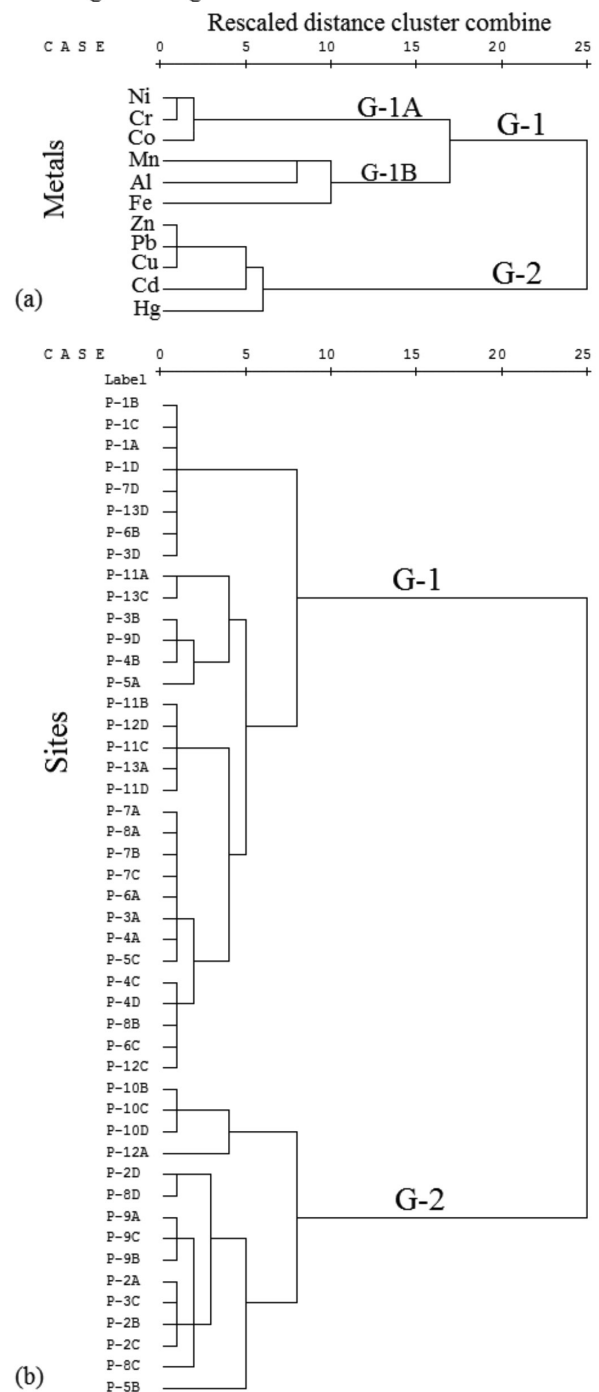 Rescaled distance cluster combine
C A S E 0 5 10 15 20 25
Ni
G-1A
Cr
G-1
Co
Mn
Al
G-1B
Fe
Metals
Zn
Pb
Cu
G-2
Cd
(a)
Hg
C A S E 0 5 10 15 20 25
Label
P-1B
P-1C
P-1A
P-1D
P-7D
P-13D
P-6B
P-3D
P-11A
G-1
P-13C
P-3B
P-9D
P-4B
P-5A
P-11B
P-12D
Sites
P-11C
P-13A
P-11D
P-7A
P-8A
P-7B
P-7C
P-6A
P-3A
P-4A
P-5C
P-4C
P-4D
P-8B
P-6C
P-12C
P-10B
P-10C
P-10D
P-12A
P-2D
P-8D
G-2
P-9A
P-9C
P-9B
P-2A
P-3C
P-2B
P-2C
P-8C
(b)
P-5B